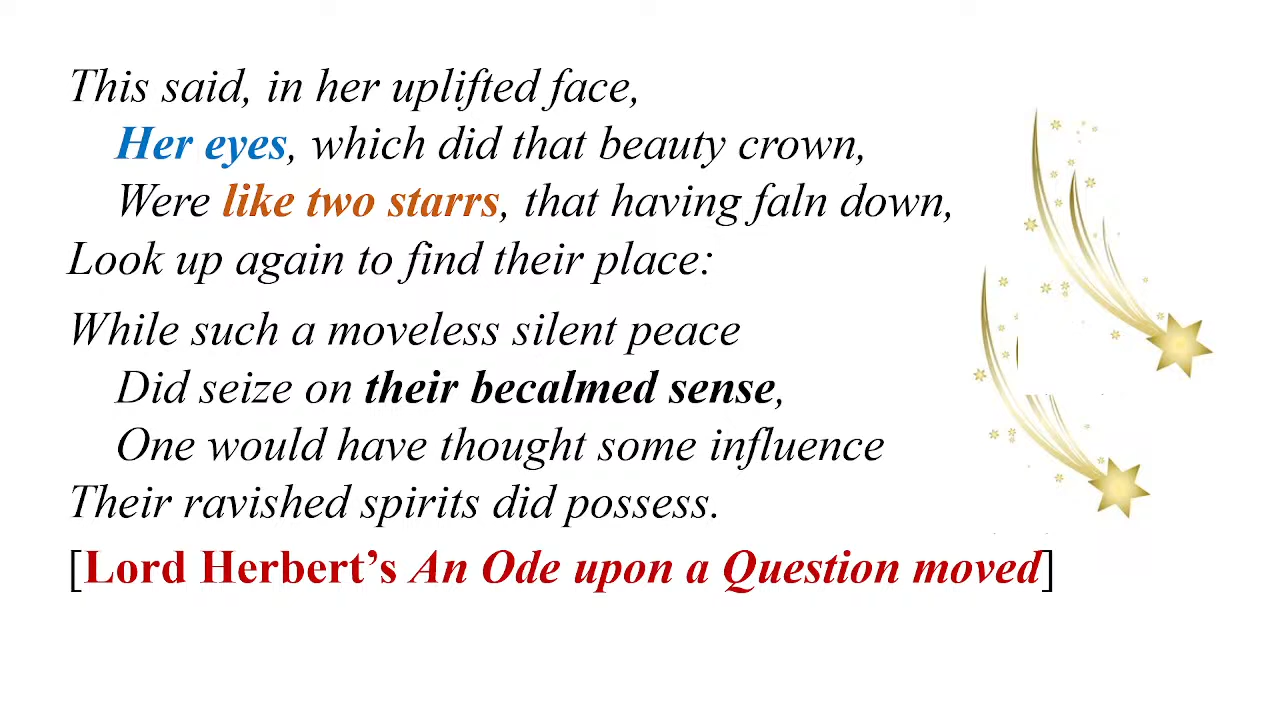 This said, in her uplifted face,
Her eyes, which did that beauty crown,
Were like two starrs, that having faln down,
Look up again to find their place:
While such a moveless silent peace
Did seize on their becalmed sense,
One would have thought some influence
Their ravished spirits did possess.
[Lord Herbert’s An Ode upon a Question moved]